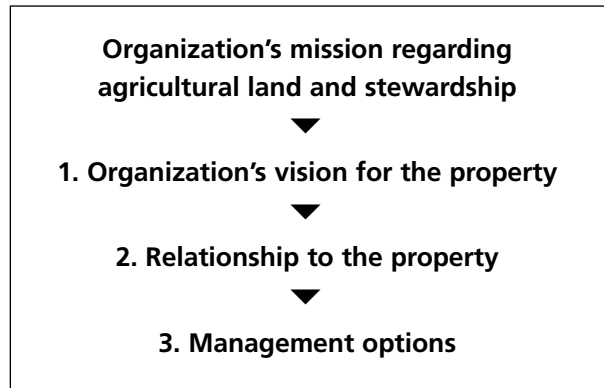 Organization’s mission regarding
agricultural land and stewardship
1. Organization’s vision for the property
2. Relationship to the property
3. Management options